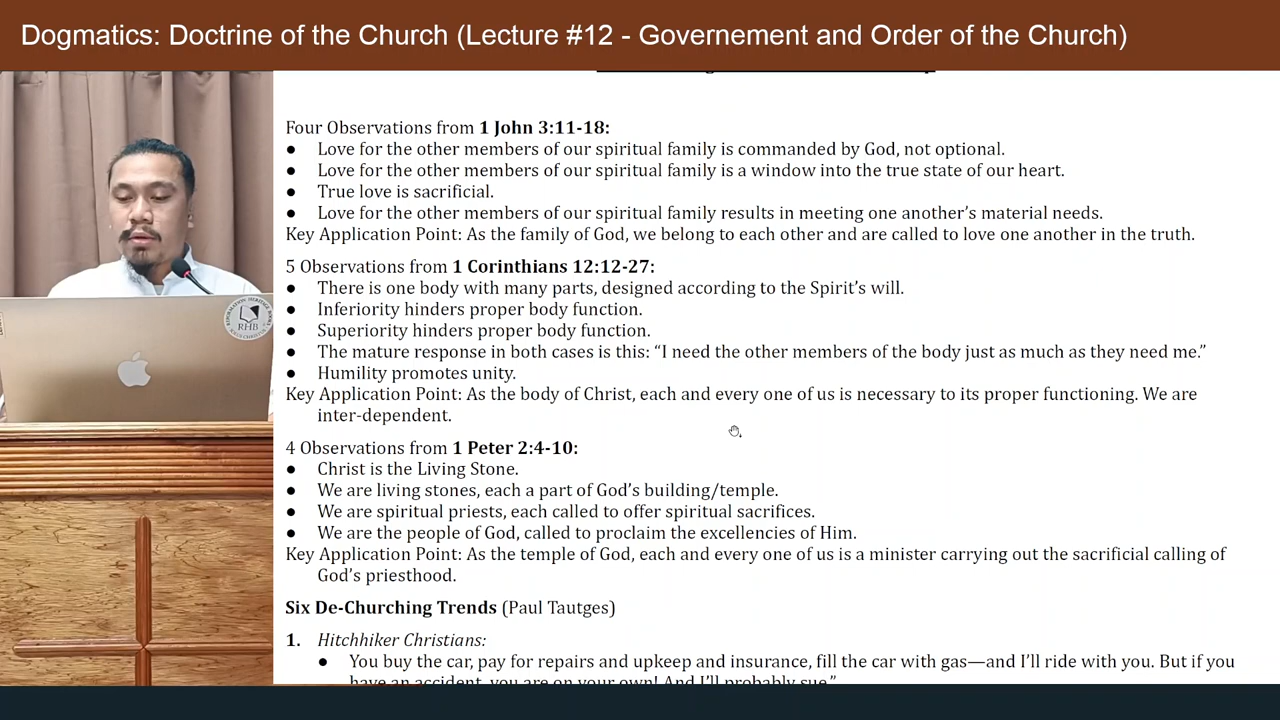 Dogmatics: Doctrine of the Church (Lecture #12 - Governement and Order of the Church)
Four Observations from 1 John 3:11-18:
● Love for the other members of our spiritual family is commanded by God, not optional.
● Love for the other members of our spiritual family is a window into the true state of our heart.
● True love is sacrificial.
● Love for the other members of our spiritual family results in meeting one another’s material needs.
Key Application Point: As the family of God, we belong to each other and are called to love one another in the truth.
5 Observations from 1 Corinthians 12:12-27:
● There is one body with many parts, designed according to the Spirit’s will.
● Inferiority hinders proper body function.
● Superiority hinders proper body function.
● The mature response in both cases is this: “I need the other members of the body just as much as they need me.”
● Humility promotes unity.
Key Application Point: As the body of Christ, each and every one of us is necessary to its proper functioning. We are
inter-dependent.
4 Observations from 1 Peter 2:4-10:
● Christ is the Living Stone.
● We are living stones, each a part of God’s building/temple.
● We are spiritual priests, each called to offer spiritual sacrifices.
● We are the people of God, called to proclaim the excellencies of Him.
Key Application Point: As the temple of God, each and every one of us is a minister carrying out the sacrificial calling of
God’s priesthood.
Six De-Churching Trends (Paul Tautges)
1. Hitchhiker Christians:
● You buy the car, pay for repairs and upkeep and insurance, fill the car with gas—and I’ll ride with you. But if you
have an accident, you are on your own! And I’ll probably sue.”
RHB